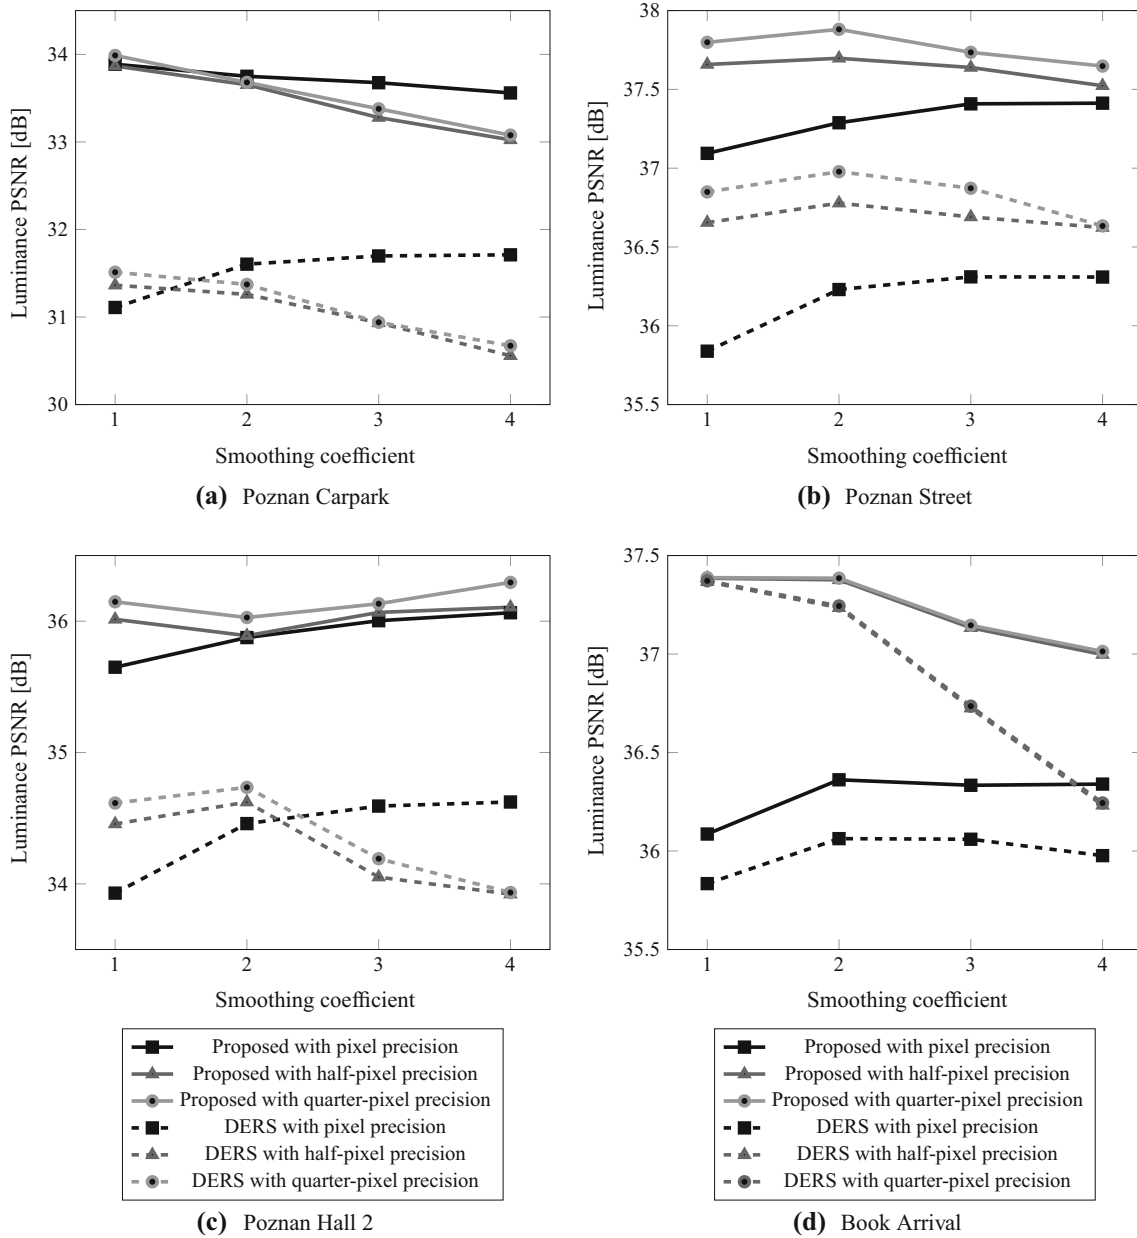 34
33
32
31
30
1 2 3 4
Luminance PSNR [dB]
Smoothing coefficient
(a) Poznan Carpark
38
37.5
37
36.5
36
35.5
1 2 3 4
Luminance PSNR [dB]
Smoothing coefficient
(b) Poznan Street
36
35
34
1 2 3 4
Luminance PSNR [dB]
Smoothing coefficient
Proposed with pixel precision
Proposed with half-pixel precision
Proposed with quarter-pixel precision
DERS with pixel precision
DERS with half-pixel precision
DERS with quarter-pixel precision
(c) Poznan Hall 2
37.5
37
36.5
36
35.5
1 2 3 4
Luminance PSNR [dB]
Smoothing coefficient
Proposed with pixel precision
Proposed with half-pixel precision
Proposed with quarter-pixel precision
DERS with pixel precision
DERS with half-pixel precision
DERS with quarter-pixel precision
(d) Book Arrival